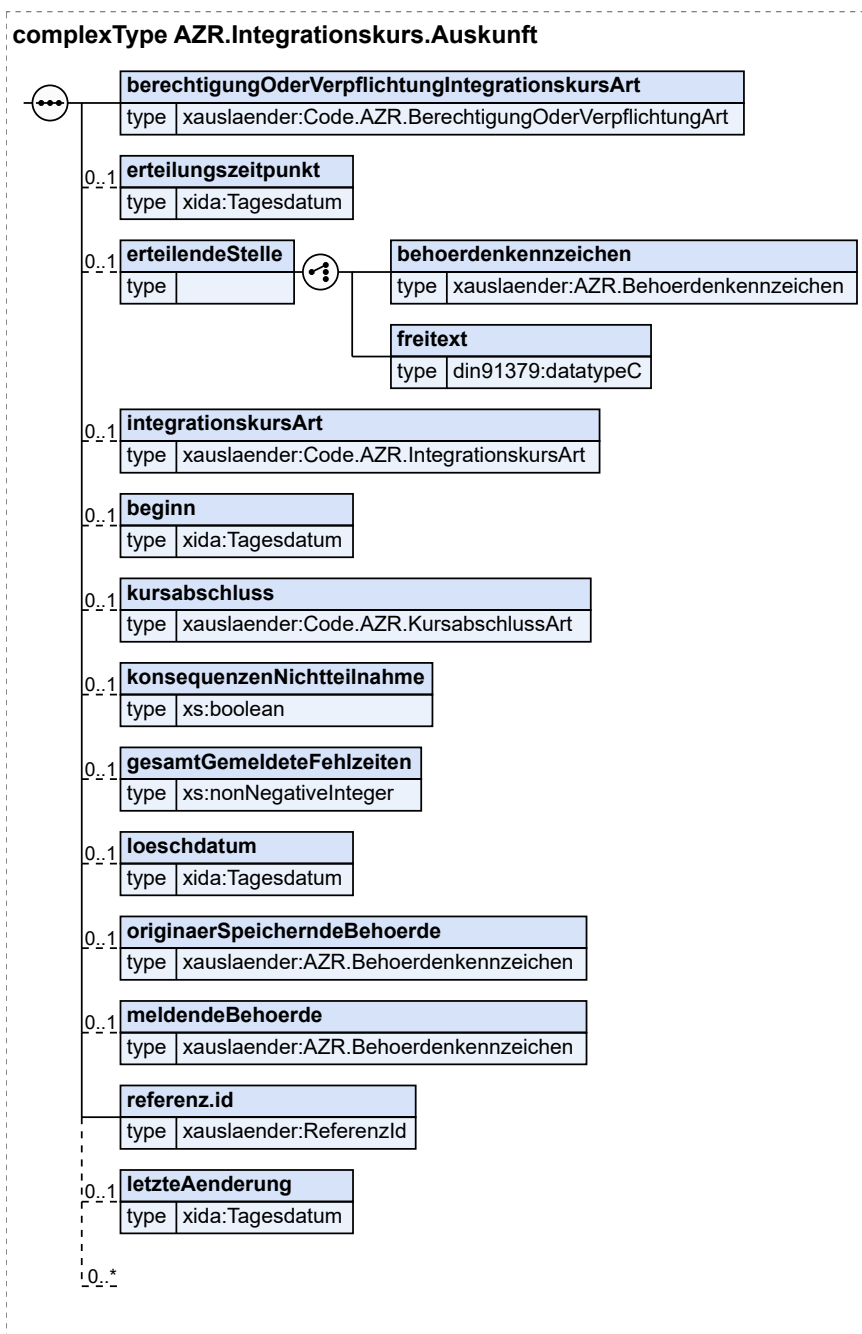 complexType AZR.Integrationskurs.Auskunft
berechtigungOderVerpflichtungIntegrationskursArt
type xauslaender:Code.AZR.BerechtigungOderVerpflichtungArt
0..1 erteilungszeitpunkt
type xida:Tagesdatum
0..1 erteilendeStelle
type
behoerdenkennzeichen
type xauslaender:AZR.Behoerdenkennzeichen
freitext
type din91379:datatypeC
0..1 integrationskursArt
type xauslaender:Code.AZR.IntegrationskursArt
0..1 beginn
type xida:Tagesdatum
0..1 kursabschluss
type xauslaender:Code.AZR.KursabschlussArt
0..1 konsequenzenNichtteilnahme
type xs:boolean
0..1 gesamtGemeldeteFehlzeiten
type xs:nonNegativeInteger
0..1 loeschdatum
type xida:Tagesdatum
0..1 originaerSpeicherndeBehoerde
type xauslaender:AZR.Behoerdenkennzeichen
0..1 meldendeBehoerde
type xauslaender:AZR.Behoerdenkennzeichen
referenz.id
type xauslaender:ReferenzId
0..1 letzteAenderung
type xida:Tagesdatum
0..*